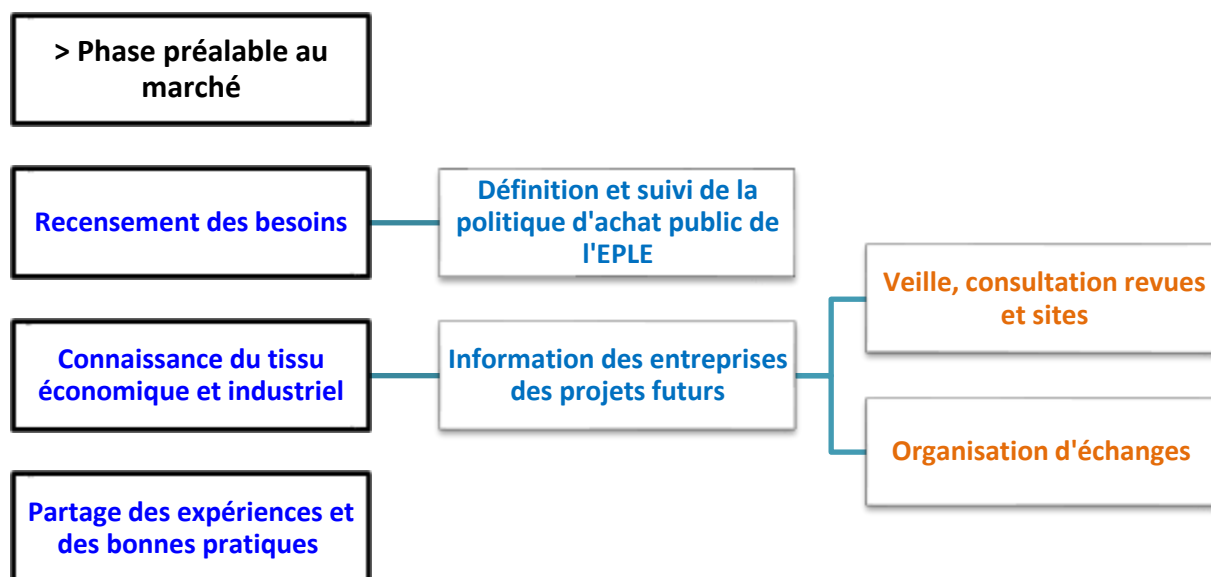 > Phase préalable au
marché
Recensement des besoins
Définition et suivi de la
politique d'achat public de
l'EPLE
Connaissance du tissu
économique et industriel
Information des entreprises
des projets futurs
Veille, consultation revues
et sites
Organisation d'échanges
Partage des expériences et
des bonnes pratiques